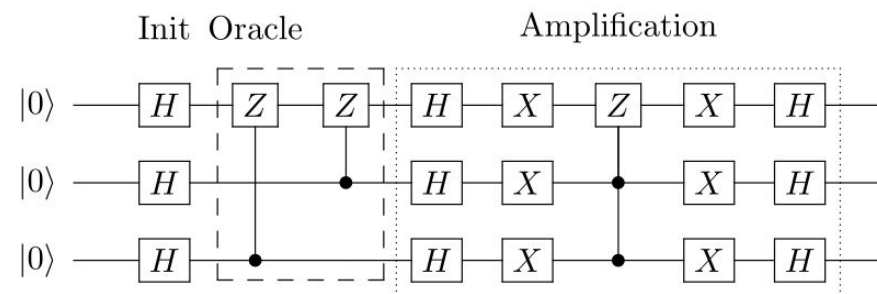 Init Oracle Amplification
|0⟩ H Z Z H X Z X H
|0⟩ H H X X H
|0⟩ H H X X H